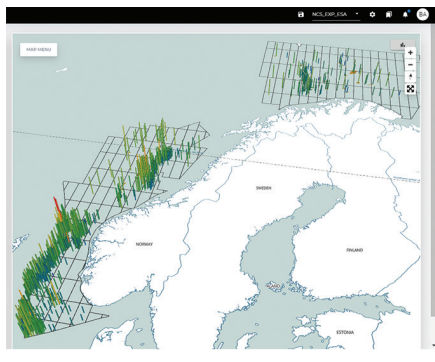 NCS_EXP_ESA
BA
MAP MENU
SWEDEN
NORWAY
FINLAND
ESTONIA